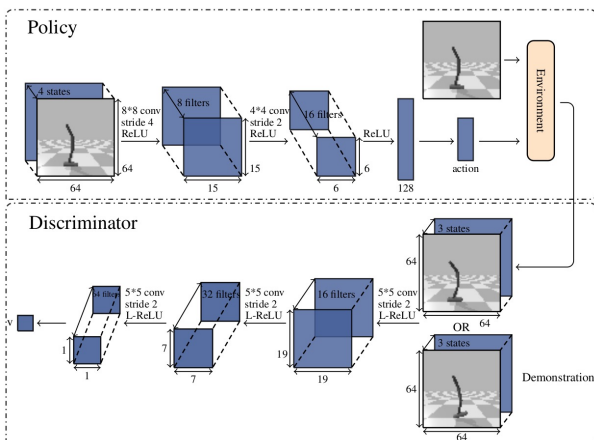 Policy
4 states
8*8 conv
stride 4
ReLU
64
64
8 filters
4*4 conv
stride 2
ReLU
15
15
16 filters
ReLU
6
6
128
action
Environment
Discriminator
3 states
64
64
OR
3 states
64
64
Demonstration
5*5 conv
stride 2
L-ReLU
16 filters
19
19
5*5 conv
stride 2
L-ReLU
32 filters
7
7
5*5 conv
stride 2
L-ReLU
64 filters
1
1
v